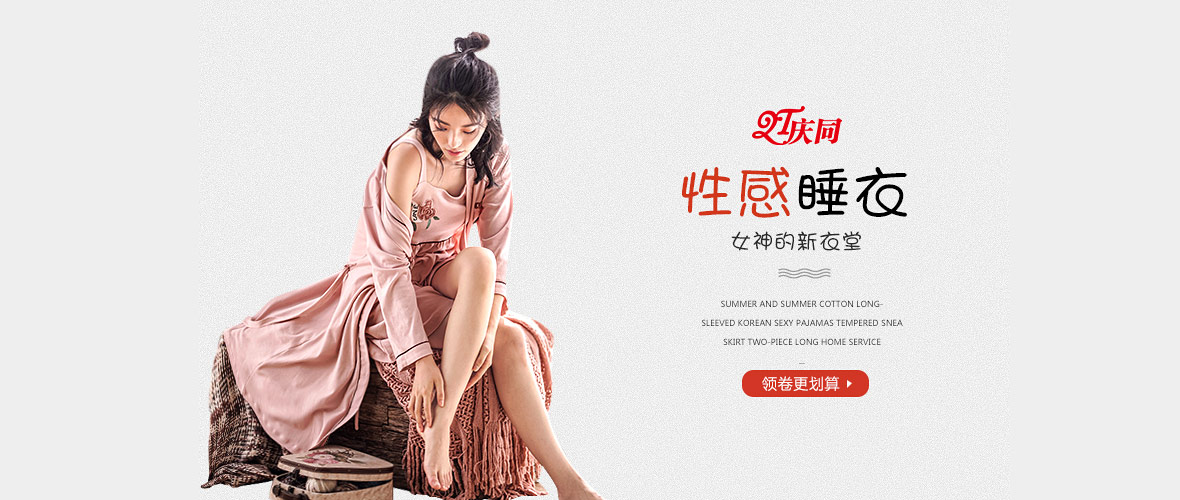 QT庆同
性感睡衣
女神的新衣堂
SUMMER AND SUMMER COTTON LONG-
SLEEVED KOREAN SEXY PAJAMAS TEMPERED SNEA
SKIRT TWO-PIECE LONG HOME SERVICE
领卷更划算